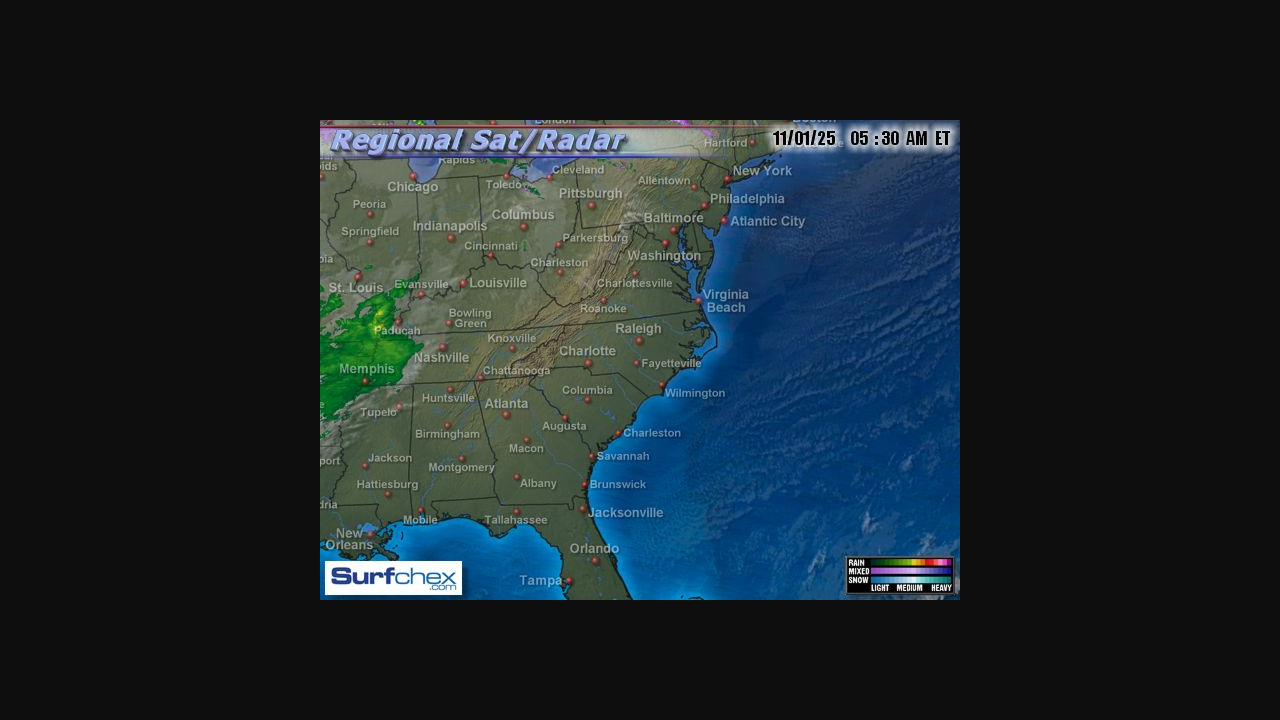 London
Boston
Regional Sat/Radar
11/01/25 05 : 30 AM ET
Hartford
Rapids
Cleveland
Chicago
Toledo
Allentown
New York
Pittsburgh
Philadelphia
Peoria
Columbus
Baltimore
Atlantic City
Springfield
Indianapolis
Parkersburg
Cincinnati
Washington
Charleston
St. Louis
Evansville
Louisville
Charlottesville
Virginia
Beach
Roanoke
Bowling
Green
Paducah
Raleigh
Knoxville
Nashville
Charlotte
Fayetteville
Memphis
Chattanooga
Huntsville
Columbia
Wilmington
Tupelo
Atlanta
Augusta
Birmingham
Charleston
Macon
Jackson
Montgomery
Savannah
Hattiesburg
Albany
Brunswick
Mobile
Tallahassee
Jacksonville
New
Orleans
Orlando
Tampa
Surfchex
.com
RAIN
MIXED
SNOW
LIGHT MEDIUM HEAVY